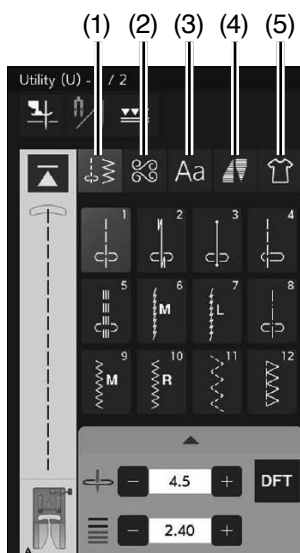 (1) (2) (3) (4) (5)
Utility (U) - / 2
Aa
1 2 3 4
5 6 7 8
M L
9 10 11 12
M R
4.5 DFT
2.40
A